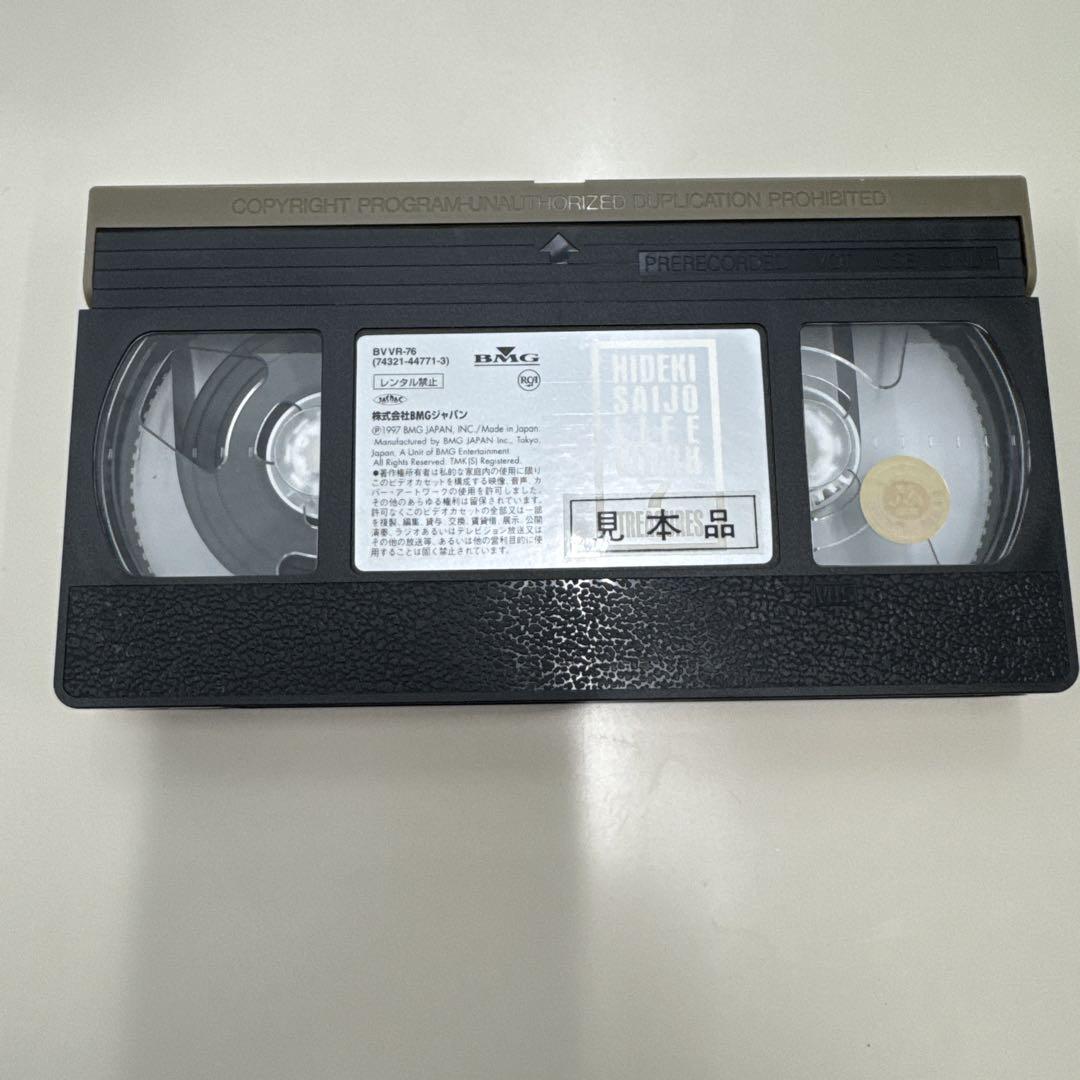 COPYRIGHT PROGRAM-UNAUTHORIZED DUPLICATION PROHIBITED
PRERECORDED NOT USE ONLY
BVVR-76
(74321-44771-3)
BMG
RCA
レンタル禁止
株式会社BMGジャパン
Ⓟ1997 BMG JAPAN, INC./Made in Japan.
Manufactured by BMG JAPAN Inc., Tokyo,
Japan, A Unit of BMG Entertainment.
All Rights Reserved. TMK(S) Registered.
●著作権所有者は私的な家庭内の使用に限り
このビデオカセットを構成する映像、音声、カ
バー・アートワークの使用を許可しました。
その他のあらゆる権利は留保されています。
許可なくこのビデオカセットの全部又は一部
を複製、編集、貸与、交換、賃貸借、展示、公開
演奏、ラジオあるいはテレビジョン放送又は
その他の放送等、あるいは他の営利目的に使
用することは固く禁止されています。
HIDEKI
SAIJO
TREASURES
見本品
VHS